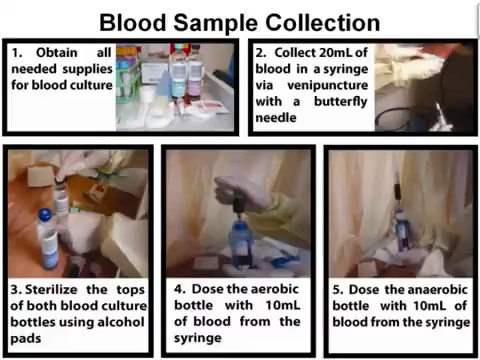 Blood Sample Collection
1. Obtain all
needed supplies
for blood culture
2. Collect 20mL of
blood in a syringe
via venipuncture
with a butterfly
needle
3. Sterilize the tops
of both blood culture
bottles using alcohol
pads
4. Dose the aerobic
bottle with 10mL
of blood from the
syringe
5. Dose the anaerobic
bottle with 10mL of
blood from the syringe